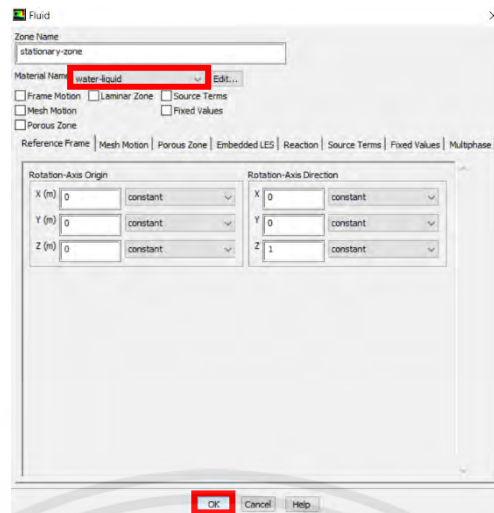 Fluid
Zone Name
stationary-zone
Material Name water-liquid Edit...
Frame Motion Laminar Zone Source Terms
Mesh Motion Fixed Values
Porous Zone
Reference Frame Mesh Motion Porous Zone Embedded LES Reaction Source Terms Fixed Values Multiphase
Rotation-Axis Origin Rotation-Axis Direction
X (m) 0 constant X 0 constant
Y (m) 0 constant Y 0 constant
Z (m) 0 constant Z 1 constant
OK Cancel Help